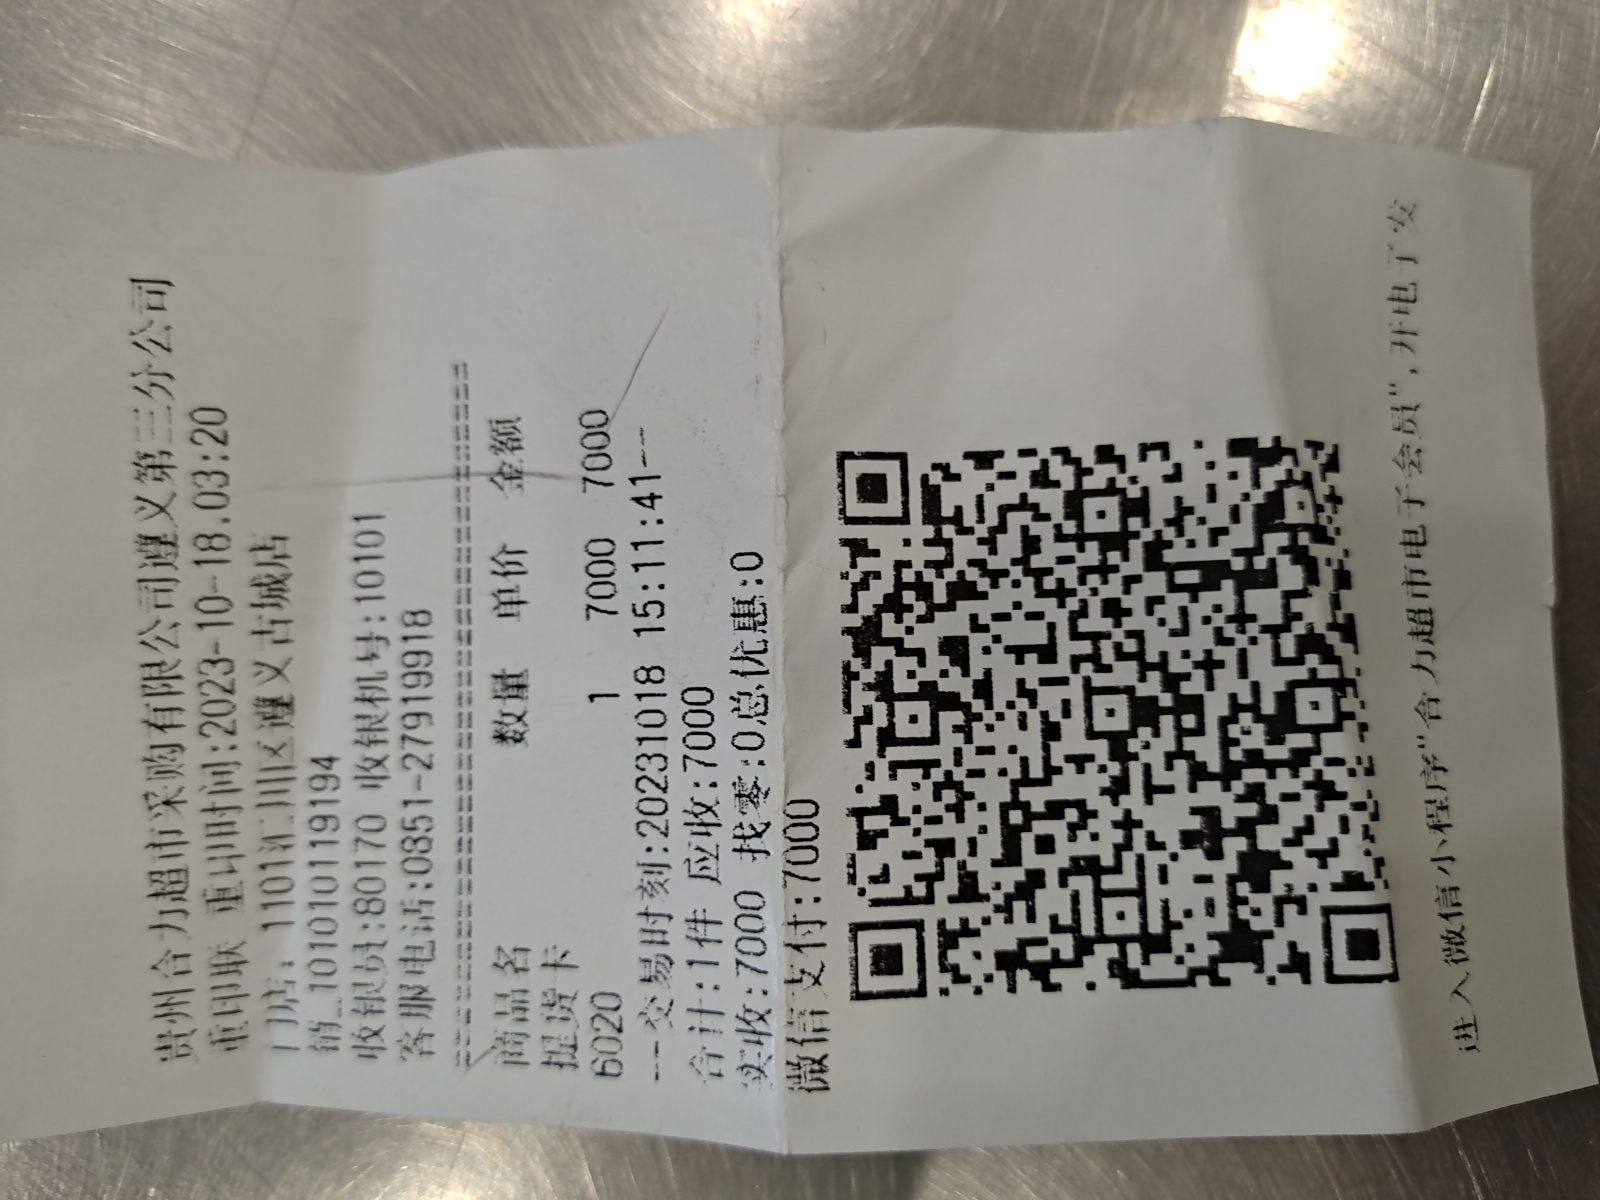 贵州合力超市采购有限公司遵义第三分公司
重印联 重印时间:2023-10-18.03:20
门店: 1101汇川区遵义古城店
销_1010101119194
收银员:80170 收银机号:10101
客服电话:0851-27919918
商品名 数量 单价 金额
提货卡
6020 1 7000 7000
---交易时刻:20231018 15:11:41---
合计:1件 应收:7000
实收:7000 找零:0总优惠:0
微信支付:7000
进入微信小程序"合力超市电子会员",开电子发